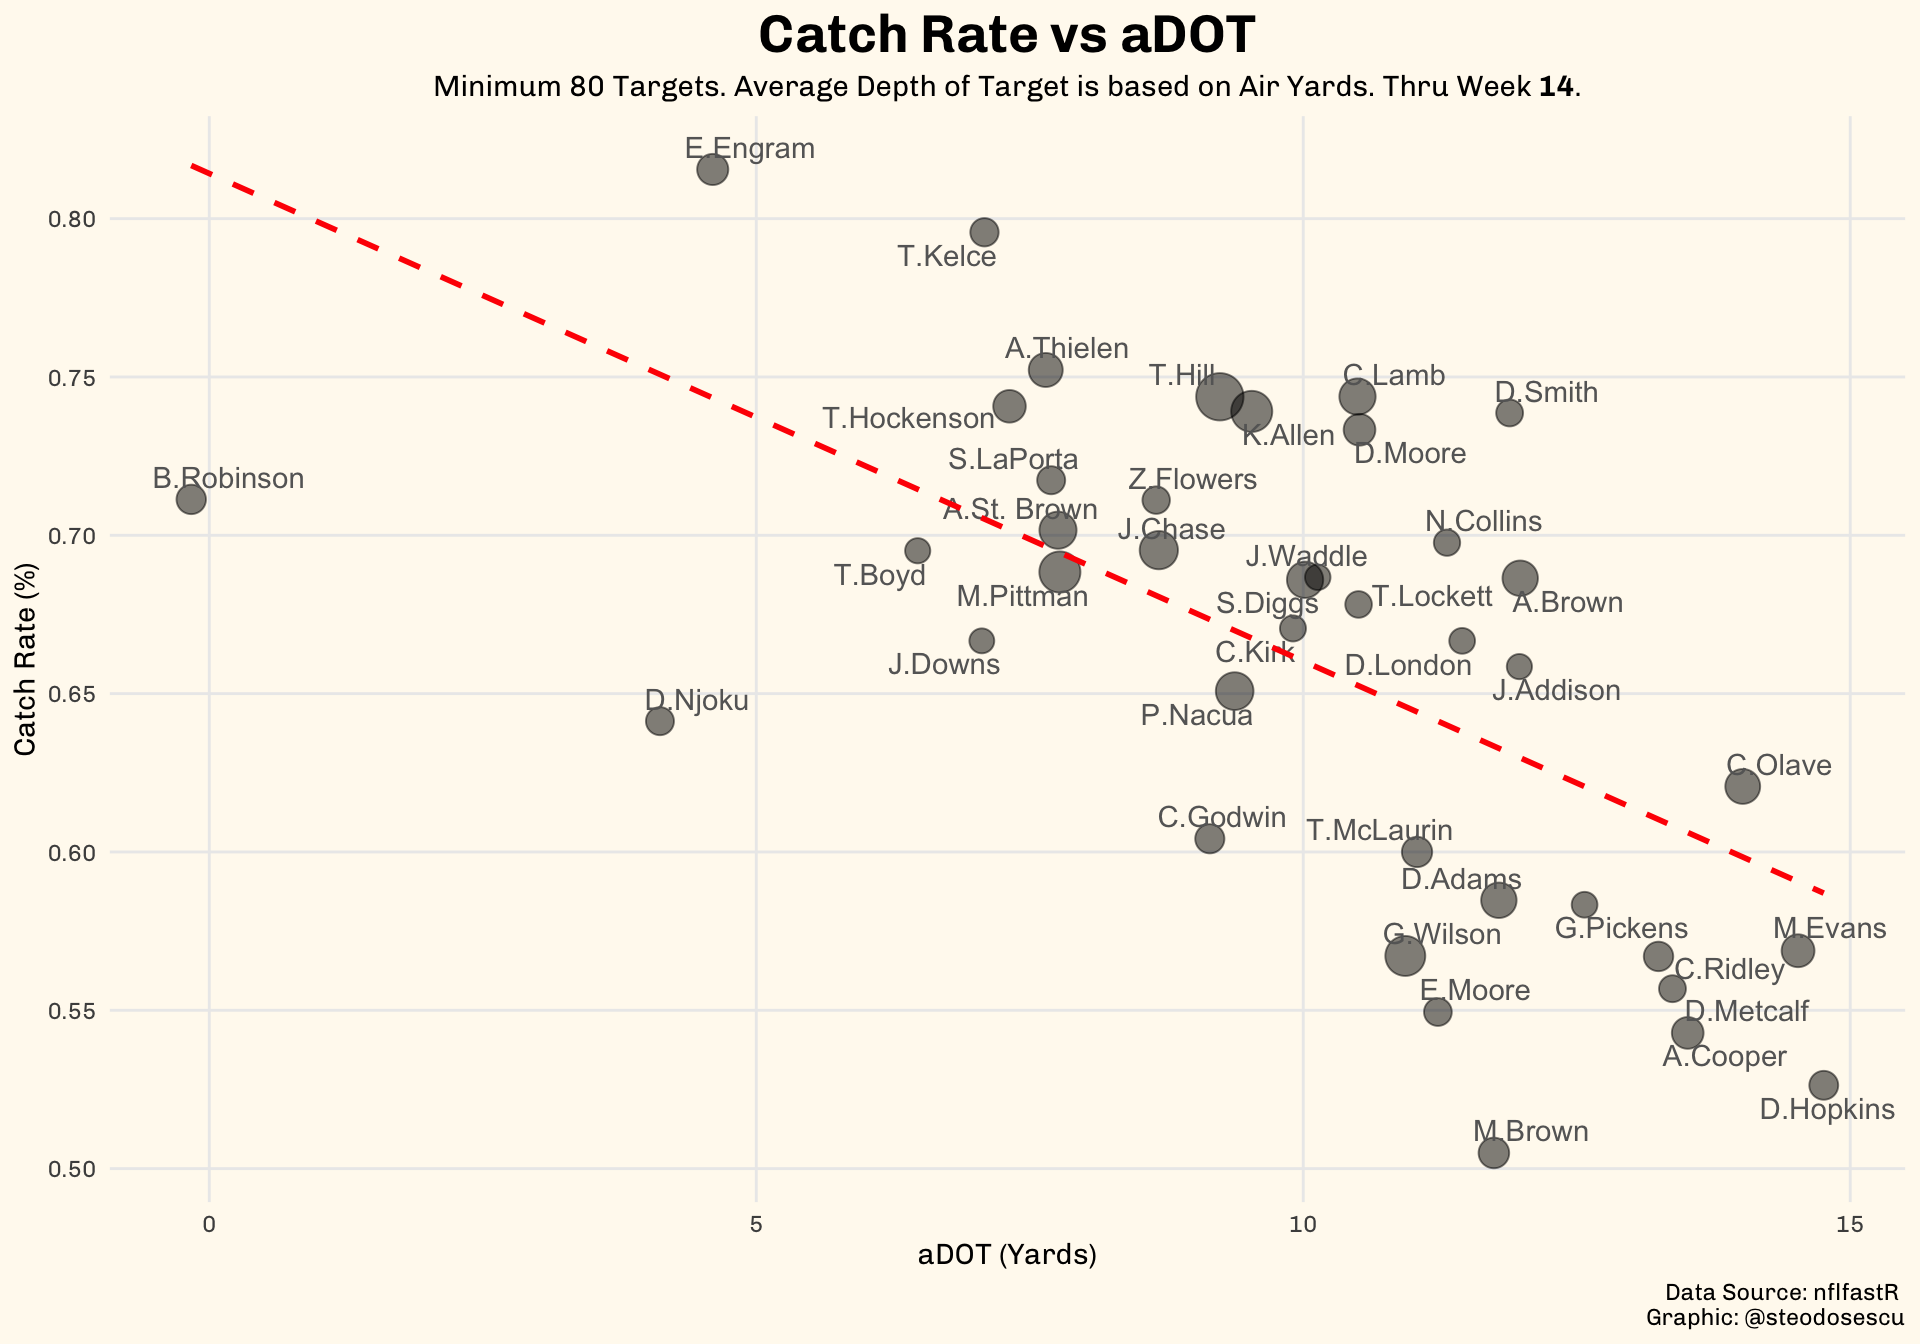 Catch Rate vs aDOT
Minimum 80 Targets. Average Depth of Target is based on Air Yards. Thru Week 14.
E.Engram
0.80
T.Kelce
A.Thielen
T.Hill
C.Lamb
0.75
D.Smith
T.Hockenson
K.Allen
D.Moore
S.LaPorta
B.Robinson
Z.Flowers
A.St. Brown
N.Collins
J.Chase
0.70
J.Waddle
T.Boyd
M.Pittman
T.Lockett
S.Diggs
A.Brown
C.Kirk
J.Downs
D.London
J.Addison
0.65
D.Njoku
P.Nacua
Catch Rate (%)
C.Olave
C.Godwin
T.McLaurin
0.60
D.Adams
G.Pickens
M.Evans
G.Wilson
C.Ridley
E.Moore
0.55
D.Metcalf
A.Cooper
D.Hopkins
M.Brown
0.50
0
5
10
15
aDOT (Yards)
Data Source: nflfastR
Graphic: @steodosescu